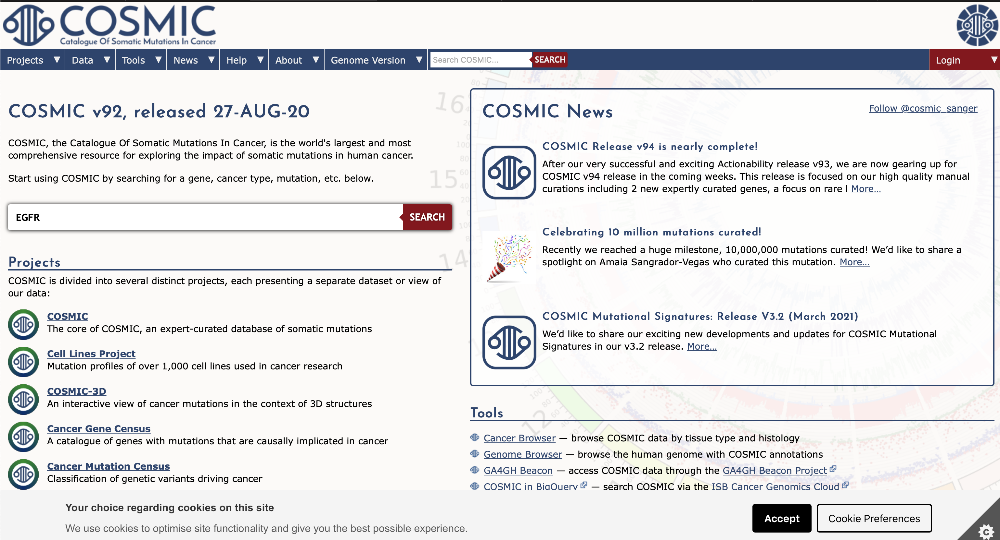 COSMIC
Catalogue Of Somatic Mutations In Cancer
Projects ▼ Data ▼ Tools ▼ News ▼ Help ▼ About ▼ Genome Version ▼ Search COSMIC... SEARCH Login ▼
COSMIC v92, released 27-AUG-20
COSMIC, the Catalogue Of Somatic Mutations In Cancer, is the world's largest and most
comprehensive resource for exploring the impact of somatic mutations in human cancer.
Start using COSMIC by searching for a gene, cancer type, mutation, etc. below.
EGFR SEARCH
Projects
COSMIC is divided into several distinct projects, each presenting a separate dataset or view of
our data:
COSMIC
The core of COSMIC, an expert-curated database of somatic mutations
Cell Lines Project
Mutation profiles of over 1,000 cell lines used in cancer research
COSMIC-3D
An interactive view of cancer mutations in the context of 3D structures
Cancer Gene Census
A catalogue of genes with mutations that are causally implicated in cancer
Cancer Mutation Census
Classification of genetic variants driving cancer
16
15
14
12
COSMIC News
Follow @cosmic_sanger
COSMIC Release v94 is nearly complete!
After our very successful and exciting Actionability release v93, we are now gearing up for
COSMIC v94 release in the coming weeks. This release is focused on our high quality manual
curations including 2 new expertly curated genes, a focus on rare l More...
Celebrating 10 million mutations curated!
Recently we reached a huge milestone, 10,000,000 mutations curated! We’d like to share a
spotlight on Amaia Sangrador-Vegas who curated this mutation. More...
COSMIC Mutational Signatures: Release V3.2 (March 2021)
We’d like to share our exciting new developments and updates for COSMIC Mutational
Signatures in our v3.2 release. More...
Tools
Cancer Browser — browse COSMIC data by tissue type and histology
Genome Browser — browse the human genome with COSMIC annotations
GA4GH Beacon — access COSMIC data through the GA4GH Beacon Project
COSMIC in BigQuery — search COSMIC via the ISB Cancer Genomics Cloud
Your choice regarding cookies on this site
We use cookies to optimise site functionality and give you the best possible experience.
Accept
Cookie Preferences
C